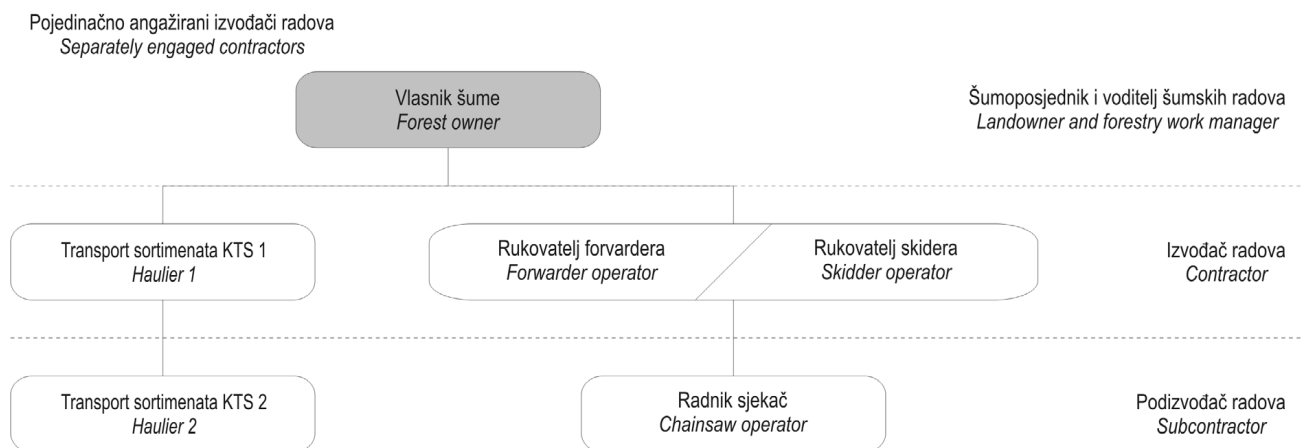 Pojedinačno angažirani izvođači radova
Separately engaged contractors
Vlasnik šume
Forest owner
Šumoposjednik i voditelj šumskih radova
Landowner and forestry work manager
Transport sortimenata KTS 1
Haulier 1
Rukovatelj forvardera
Forwarder operator
Rukovatelj skidera
Skidder operator
Izvođač radova
Contractor
Transport sortimenata KTS 2
Haulier 2
Radnik sjekač
Chainsaw operator
Podizvođač radova
Subcontractor